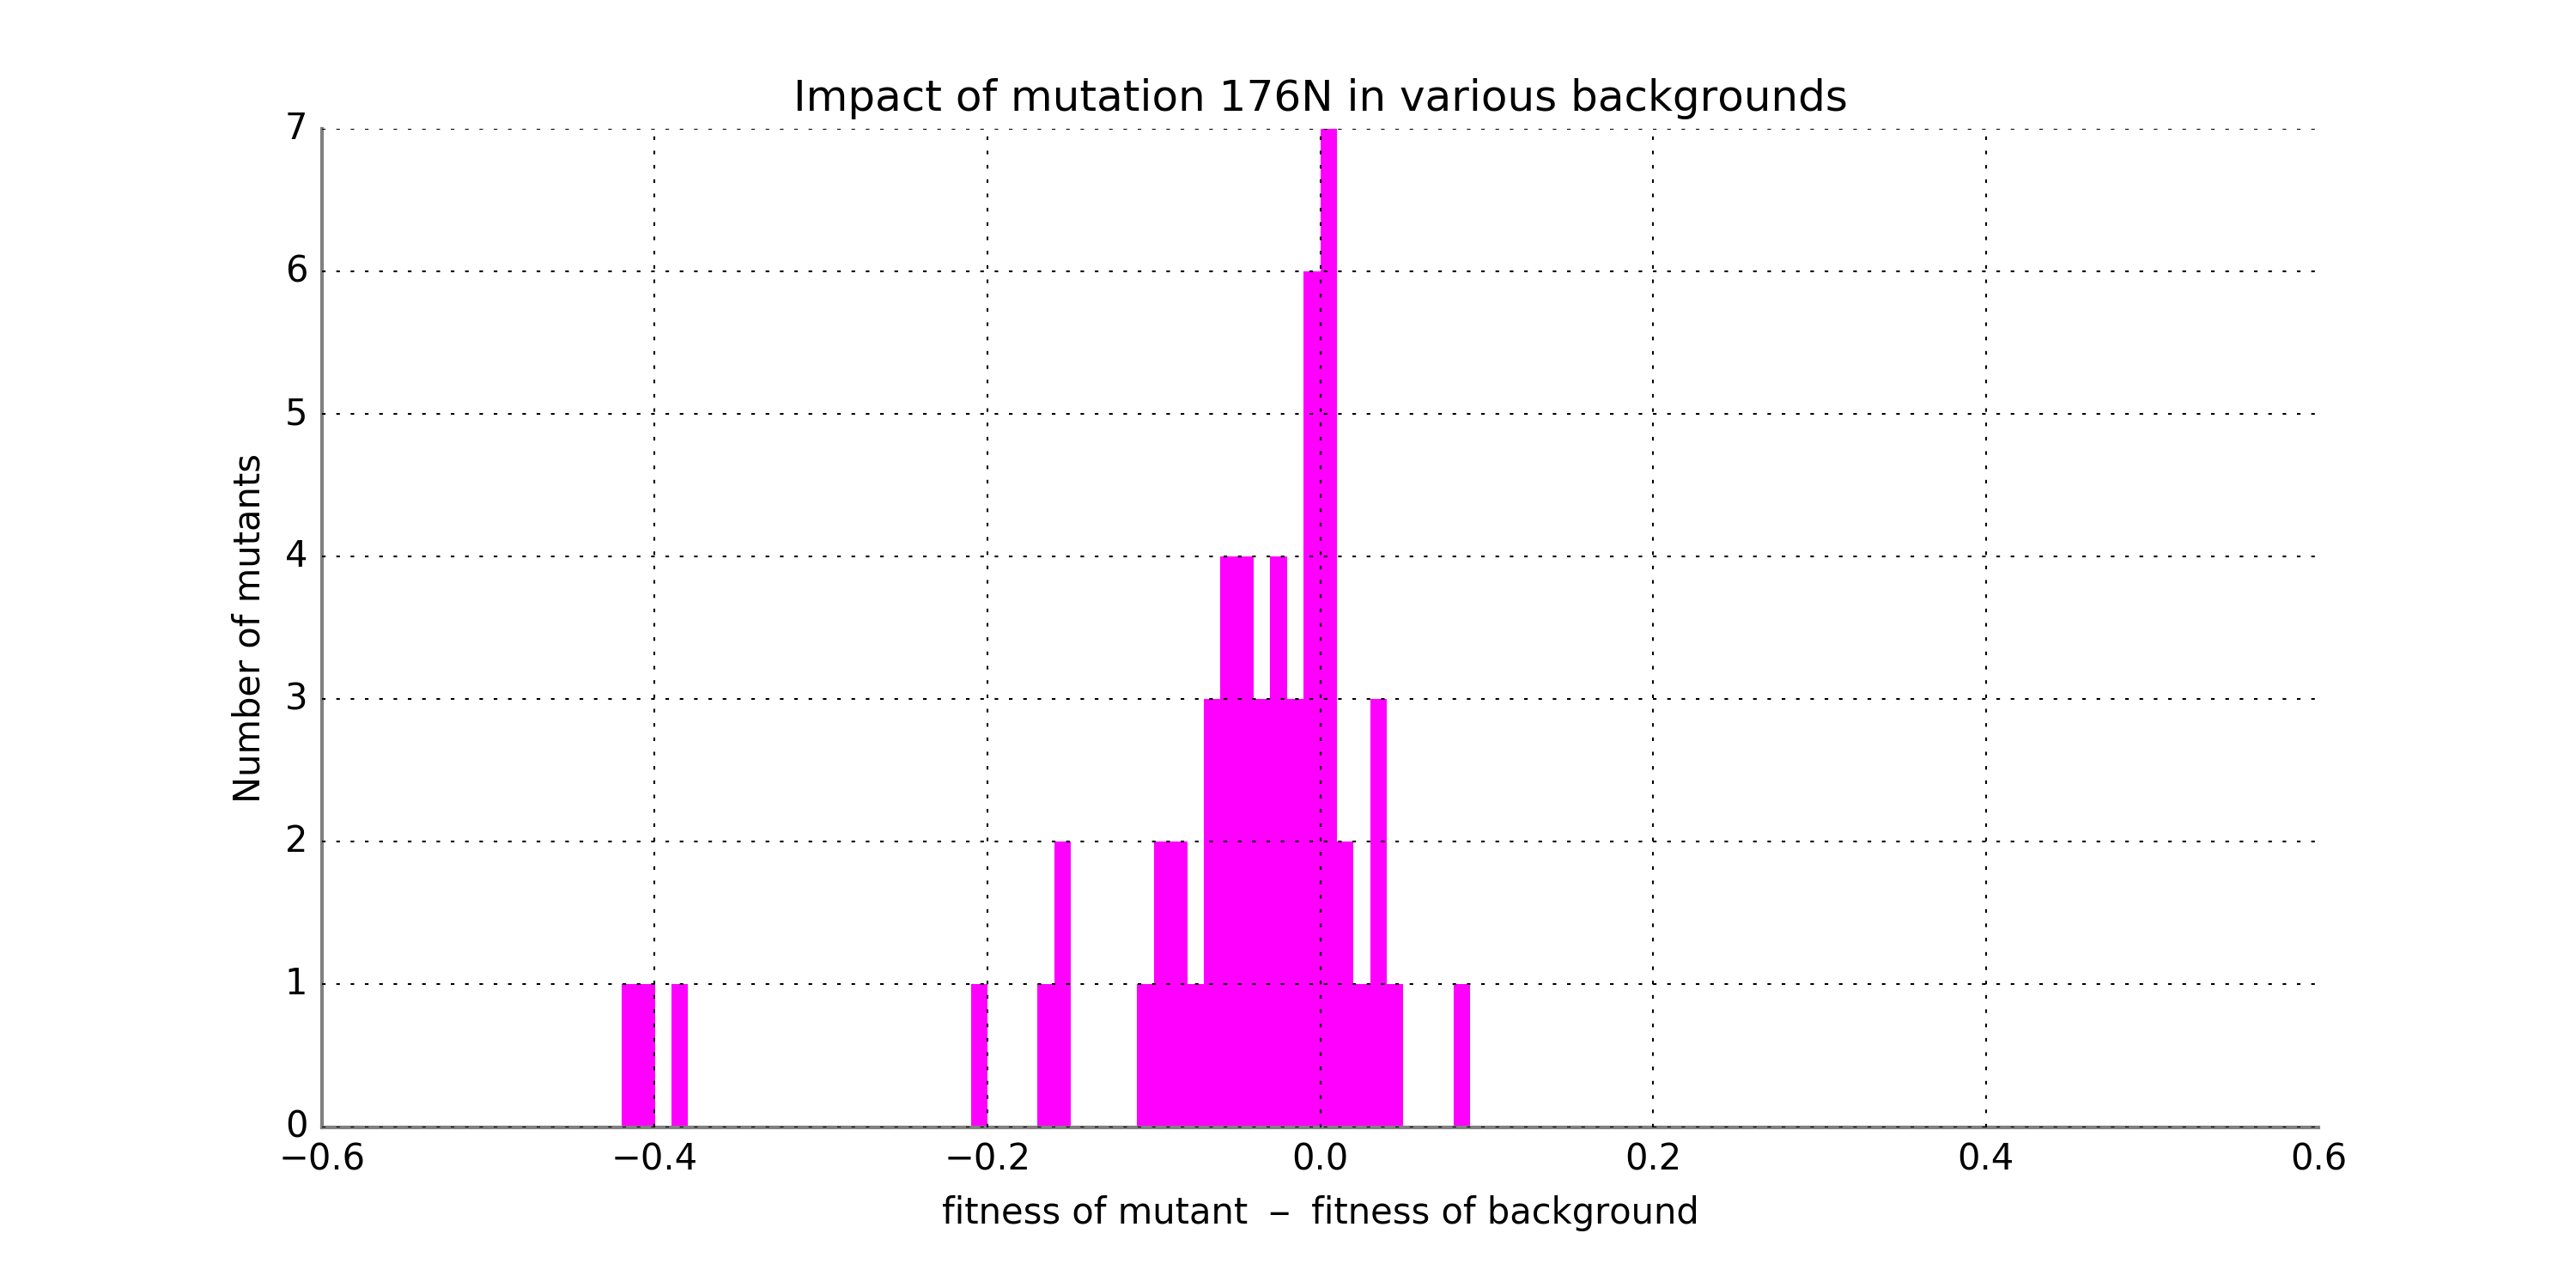 Impact of mutation 176N in various backgrounds
7
6
5
4
3
2
1
0
Number of mutants
−0.6 −0.4 −0.2 0.0 0.2 0.4 0.6
fitness of mutant − fitness of background